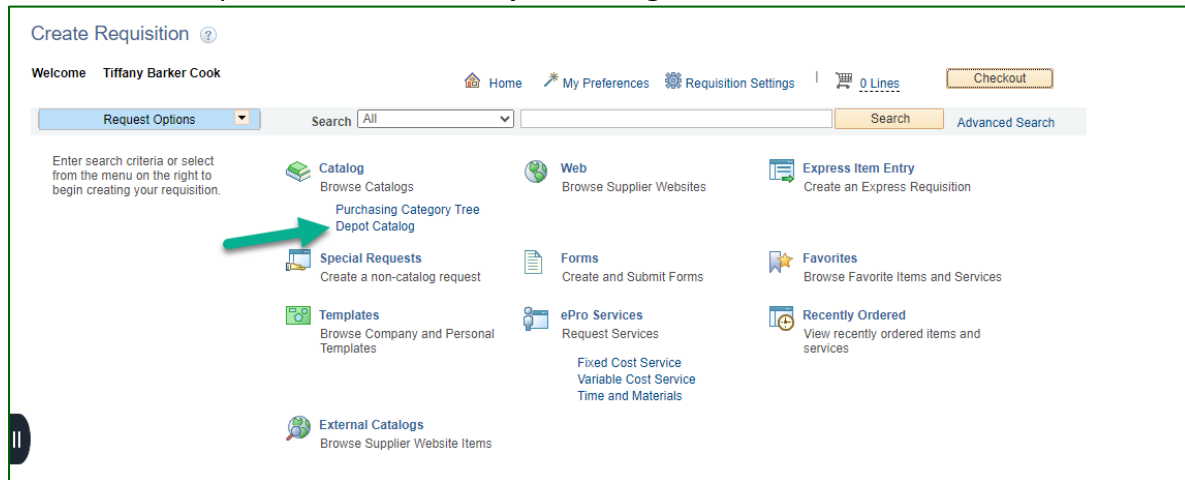 Create Requisition ?
Welcome Tiffany Barker Cook
Home My Preferences Requisition Settings 0 Lines Checkout
Request Options Search All Search Advanced Search
Enter search criteria or select
from the menu on the right to
begin creating your requisition.
Catalog
Browse Catalogs
Purchasing Category Tree
Depot Catalog
Web
Browse Supplier Websites
Express Item Entry
Create an Express Requisition
Special Requests
Create a non-catalog request
Forms
Create and Submit Forms
Favorites
Browse Favorite Items and Services
Templates
Browse Company and Personal
Templates
ePro Services
Request Services
Fixed Cost Service
Variable Cost Service
Time and Materials
Recently Ordered
View recently ordered items and
services
External Catalogs
Browse Supplier Website Items